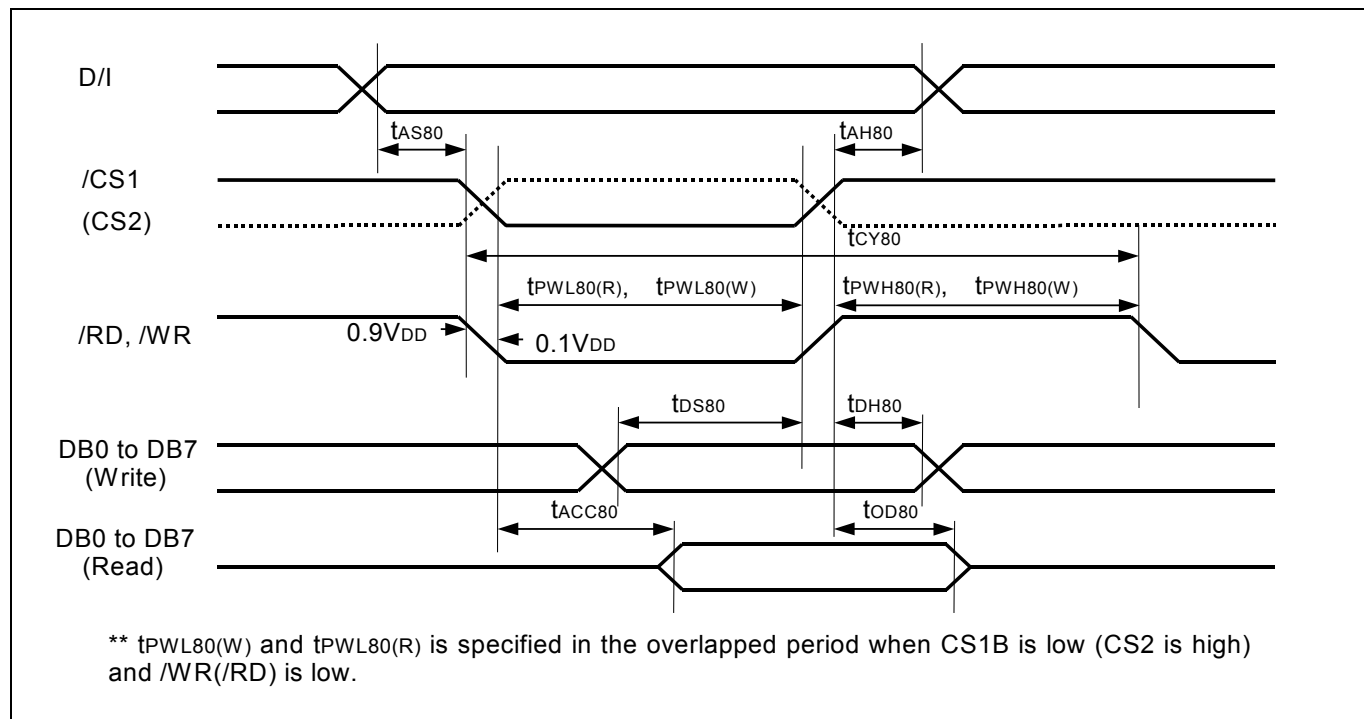 D/I
tAS80
tAH80
/CS1
(CS2)
tCY80
tPWL80(R), tPWL80(W)
tPWH80(R), tPWH80(W)
/RD, /WR
0.9VDD
0.1VDD
tDS80
tDH80
DB0 to DB7
(Write)
tACC80
tOD80
DB0 to DB7
(Read)
** tPWL80(W) and tPWL80(R) is specified in the overlapped period when CS1B is low (CS2 is high)
and /WR(/RD) is low.